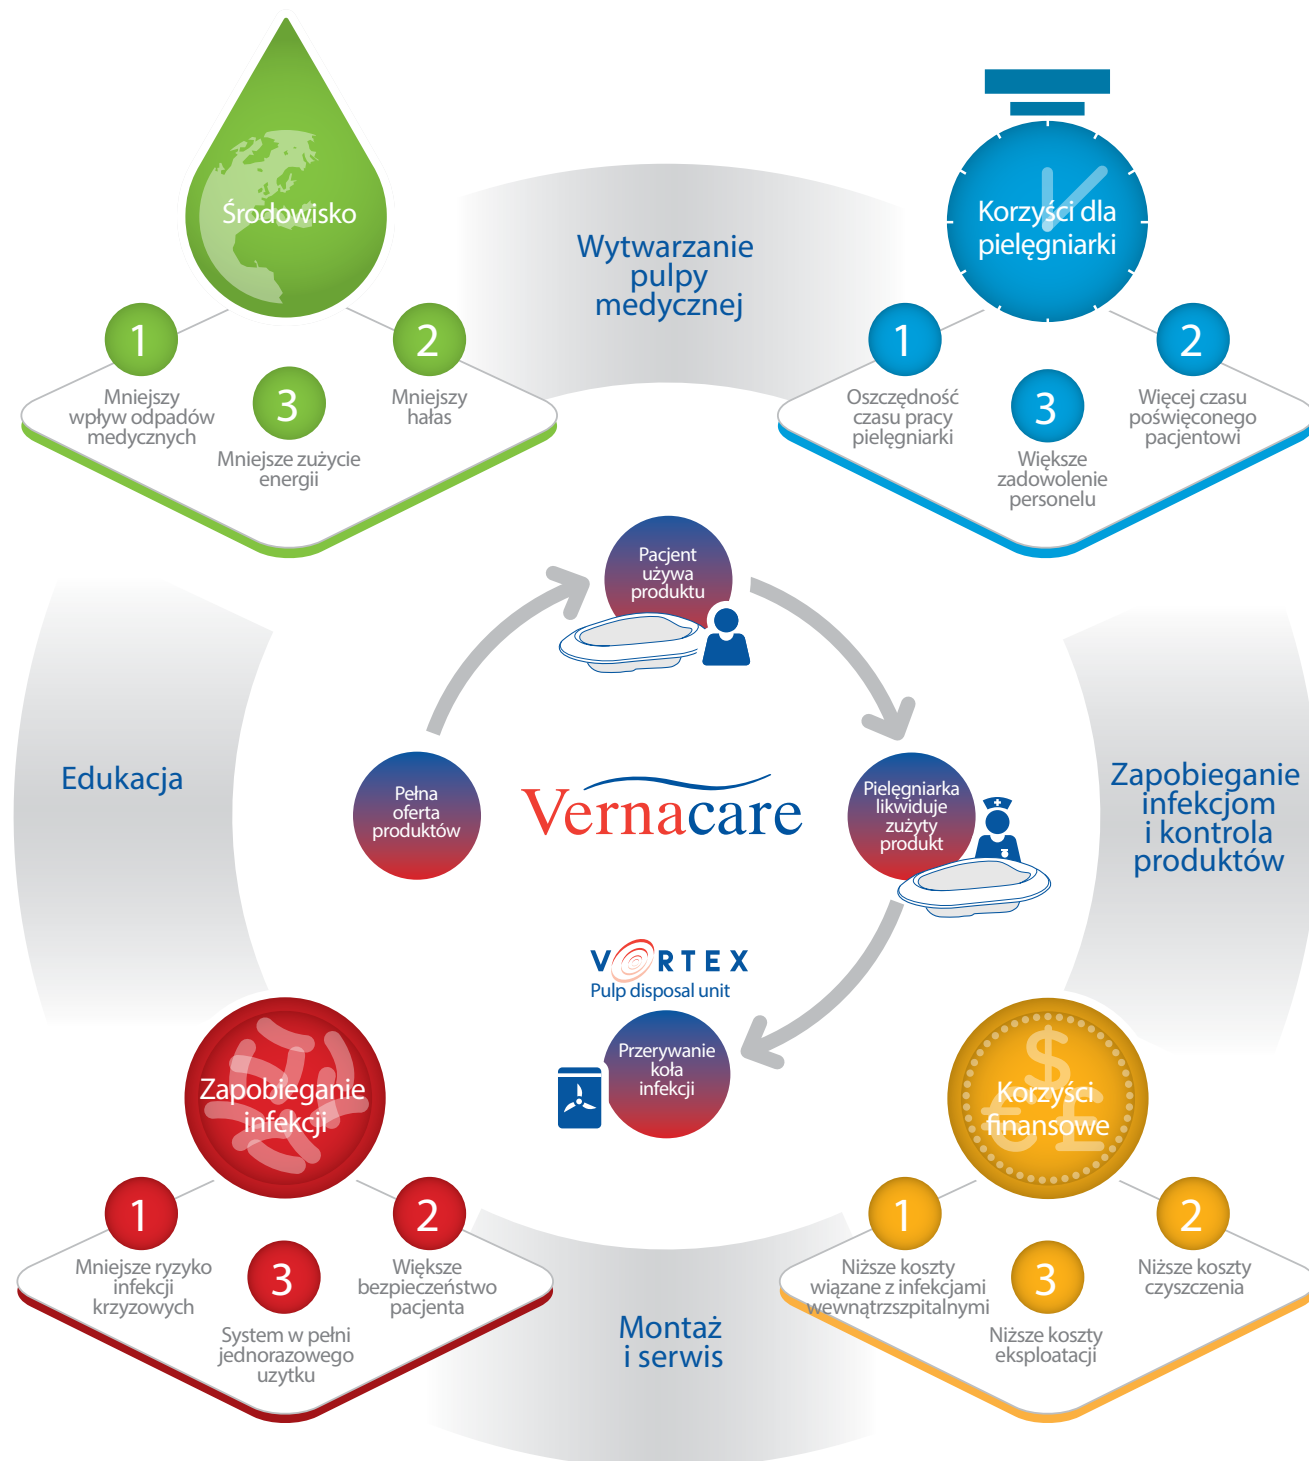 Środowisko
1
Mniejszy
wpływ odpadów
medycznych
2
Mniejszy
hałas
3
Mniejsze zużycie
energii
Wytwarzanie
pulpy
medycznej
Korzyści dla
pielęgniarki
1
Oszczędność
czasu pracy
pielęgniarki
2
Więcej czasu
poświęconego
pacjentowi
3
Większe
zadowolenie
personelu
Pacjent
używa
produktu
Edukacja
Pełna
oferta
produktów
Vernacare
Pielęgniarka
likwiduje
zużyty
produkt
Zapobieganie
infekcjom
i kontrola
produktów
VORTEX
Pulp disposal unit
Przerywanie
koła
infekcji
Zapobieganie
infekcji
1
Mniejsze ryzyko
infekcji
krzyzowych
2
Większe
bezpieczeństwo
pacjenta
3
System w pełni
jednorazowego
uzytku
Montaż
i serwis
$
€£
Korzyści
finansowe
1
Niższe koszty
wiązane z infekcjami
wewnątrzszpitalnymi
2
Niższe koszty
czyszczenia
3
Niższe koszty
eksploatacji